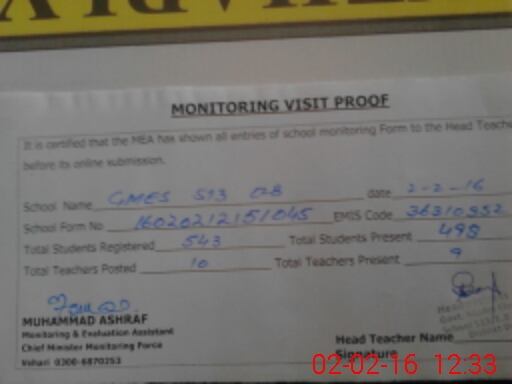 MONITORING VISIT PROOF
It is certified that the MEA has shown all entries of school monitoring Form to the Head Teache
before its online submission.
School Name GMES 513 EB date 2-2-16
School Form No 16020212151045 EMIS Code 36310352
Total Students Registered 543 Total Students Present 498
Total Teachers Posted 10 Total Teachers Present 9
MUHAMMAD ASHRAF
Monitoring & Evaluation Assistant
Chief Minister Monitoring Force
Vehari 0300-6870253
Head Teacher Name
Signature
02-02-16 12:33